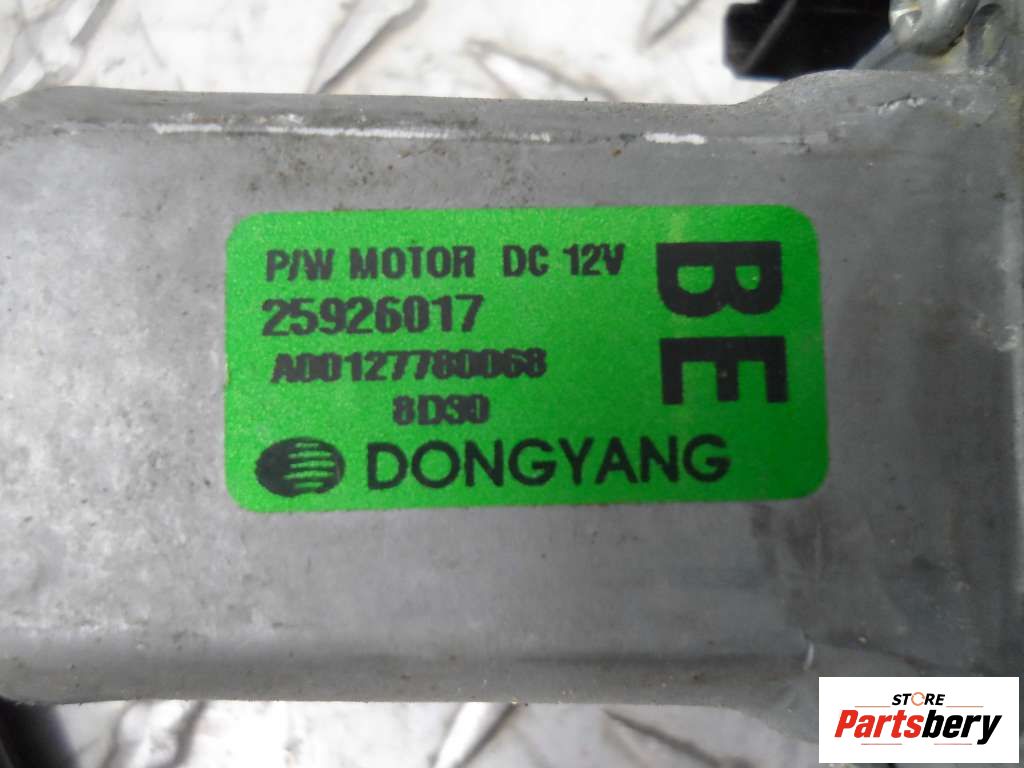 P/W MOTOR DC 12V
25926017
A00127780068
8D30
DONGYANG
BE
STORE
Partsbery